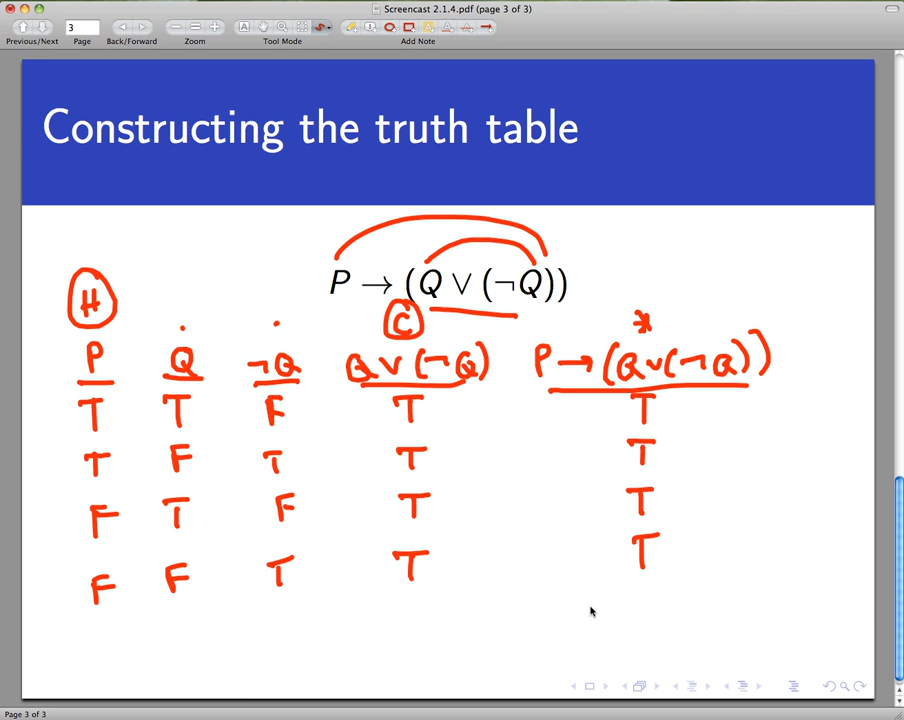 Screencast 2.1.4.pdf (page 3 of 3)
3
Previous/Next Page Back/Forward Zoom Tool Mode Add Note
Constructing the truth table
P → (Q ∨ (¬Q))
H C *
P Q ¬Q Q ∨ (¬Q) P → (Q ∨ (¬Q))
T T F T T
T F T T T
F T F T T
F F T T T
Page 3 of 3